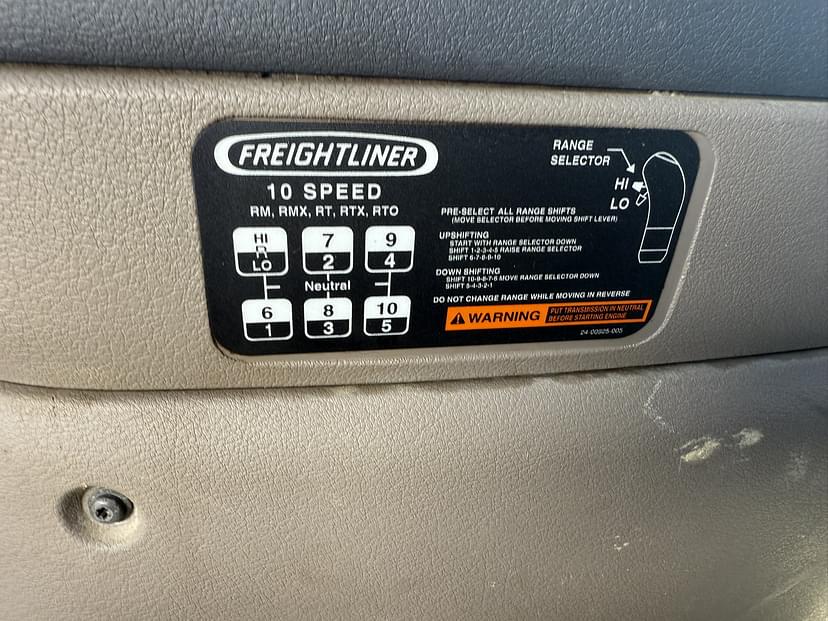 FREIGHTLINER
10 SPEED
RM, RMX, RT, RTX, RTO
HI
R
LO
7
2
9
4
Neutral
6
1
8
3
10
5
RANGE
SELECTOR
HI
LO
PRE-SELECT ALL RANGE SHIFTS
(MOVE SELECTOR BEFORE MOVING SHIFT LEVER)
UPSHIFTING
START WITH RANGE SELECTOR DOWN
SHIFT 1-2-3-4-5 RAISE RANGE SELECTOR
SHIFT 6-7-8-9-10
DOWN SHIFTING
SHIFT 10-9-8-7-6 MOVE RANGE SELECTOR DOWN
SHIFT 5-4-3-2-1
DO NOT CHANGE RANGE WHILE MOVING IN REVERSE
WARNING
PUT TRANSMISSION IN NEUTRAL
BEFORE STARTING ENGINE
24-00925-005